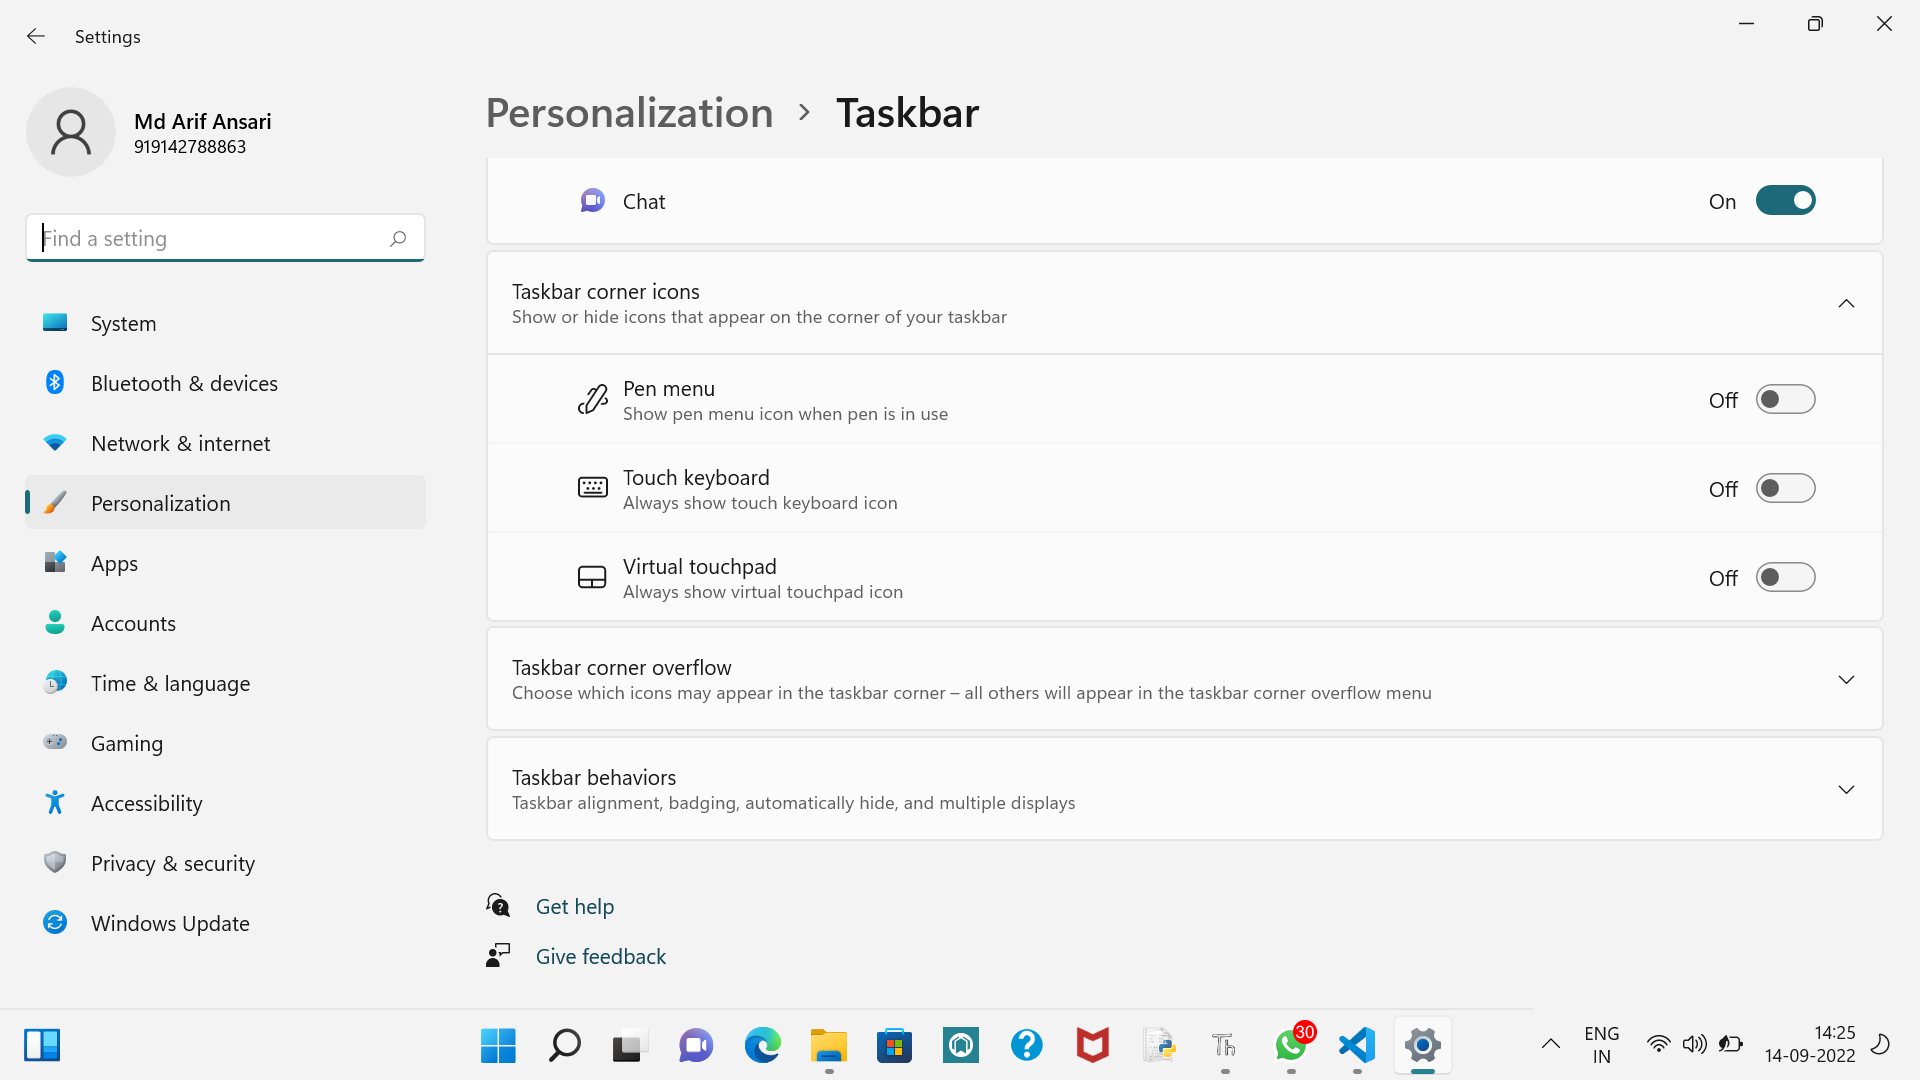 Settings
Md Arif Ansari
919142788863
Find a setting
System
Bluetooth & devices
Network & internet
Personalization
Apps
Accounts
Time & language
Gaming
Accessibility
Privacy & security
Windows Update
Personalization > Taskbar
Chat
On
Taskbar corner icons
Show or hide icons that appear on the corner of your taskbar
Pen menu
Show pen menu icon when pen is in use
Off
Touch keyboard
Always show touch keyboard icon
Off
Virtual touchpad
Always show virtual touchpad icon
Off
Taskbar corner overflow
Choose which icons may appear in the taskbar corner – all others will appear in the taskbar corner overflow menu
Taskbar behaviors
Taskbar alignment, badging, automatically hide, and multiple displays
Get help
Give feedback
Th
30
ENG
IN
14:25
14-09-2022